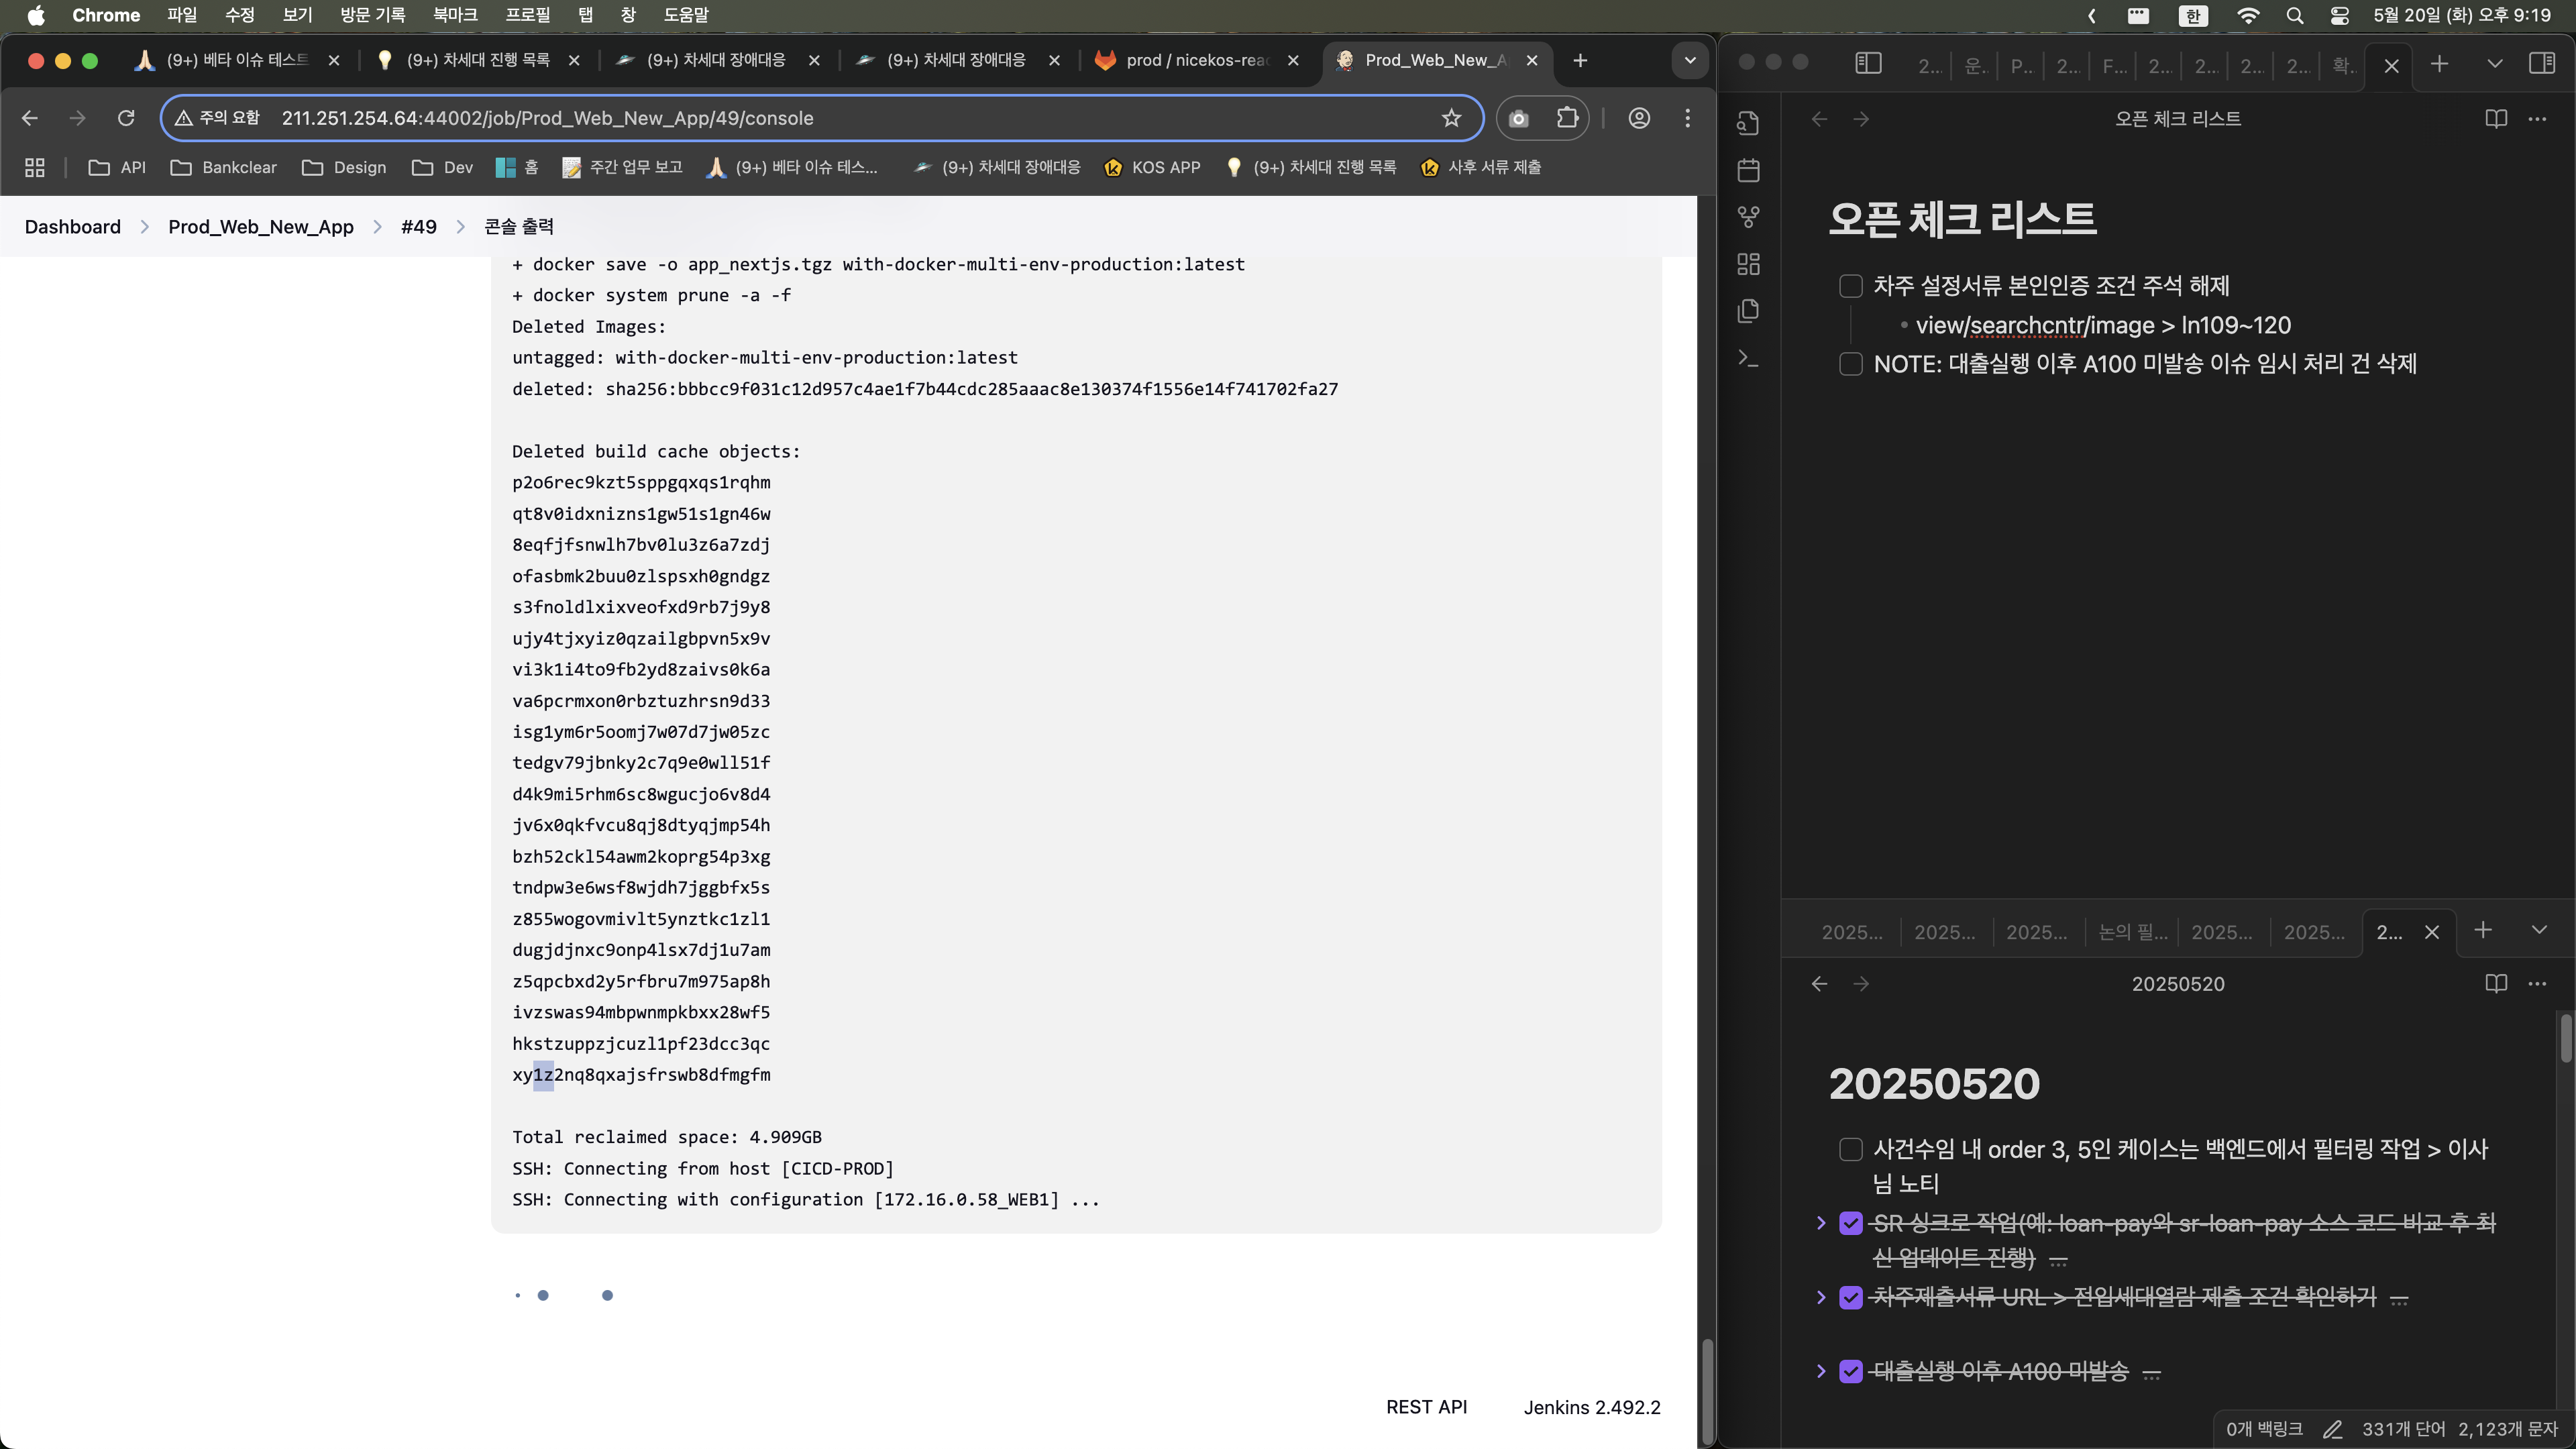 Chrome 파일 수정 보기 방문 기록 북마크 프로필 탭 창 도움말 한 5월 20일 (화) 오후 9:19
(9+) 베타 이슈 테스트 (9+) 차세대 진행 목록 (9+) 차세대 장애대응 (9+) 차세대 장애대응 prod / nicekos-reac Prod_Web_New_A
주의 요함 211.251.254.64:44002/job/Prod_Web_New_App/49/console
API Bankclear Design Dev 홈 주간 업무 보고 (9+) 베타 이슈 테스... (9+) 차세대 장애대응 KOS APP (9+) 차세대 진행 목록 사후 서류 제출
Dashboard Prod_Web_New_App #49 콘솔 출력
+ docker save -o app_nextjs.tgz with-docker-multi-env-production:latest
+ docker system prune -a -f
Deleted Images:
untagged: with-docker-multi-env-production:latest
deleted: sha256:bbbcc9f031c12d957c4ae1f7b44cdc285aaac8e130374f1556e14f741702fa27
Deleted build cache objects:
p2o6rec9kzt5sppgqxqs1rqhm
qt8v0idxnizns1gw51s1gn46w
8eqfjfsnwlh7bv0lu3z6a7zdj
ofasbmk2buu0zlspsxh0gndgz
s3fnoldlxixveofxd9rb7j9y8
ujy4tjxyiz0qzailgbpvn5x9v
vi3k1i4to9fb2yd8zaivs0k6a
va6pcrmxon0rbztuzhrsn9d33
isg1ym6r5oomj7w07d7jw05zc
tedgv79jbnky2c7q9e0wll51f
d4k9mi5rhm6sc8wgucjo6v8d4
jv6x0qkfvcu8qj8dtyqjmp54h
bzh52ckl54awm2koprg54p3xg
tndpw3e6wsf8wjdh7jggbfx5s
z855wogovmivlt5ynztkc1zl1
dugjdjnxc9onp4lsx7dj1u7am
z5qpcbxd2y5rfbru7m975ap8h
ivzswas94mbpwnmpkbxx28wf5
hkstzuppzjcuzl1pf23dcc3qc
xy1z2nq8qxajsfrswb8dfmgfm
Total reclaimed space: 4.909GB
SSH: Connecting from host [CICD-PROD]
SSH: Connecting with configuration [172.16.0.58_WEB1] ...
REST API Jenkins 2.492.2
2... 운. P... 2... F... 2... 2... 2... 2... 확.
오픈 체크 리스트
오픈 체크 리스트
차주 설정서류 본인인증 조건 주석 해제
• view/searchcntr/image > ln109~120
NOTE: 대출실행 이후 A100 미발송 이슈 임시 처리 건 삭제
2025... 2025... 2025... 논의 필... 2025... 2025... 2...
20250520
20250520
사건수임 내 order 3, 5인 케이스는 백엔드에서 필터링 작업 > 이사
님 노티
SR 싱크로 작업(예: loan-pay와 sr-loan-pay 소스 코드 비교 후 최
신 업데이트 진행) ...
차주제출서류 URL > 전입세대열람 제출 조건 확인하기 ...
대출실행 이후 A100 미발송 ...
0개 백링크 331개 단어 2,123개 문자